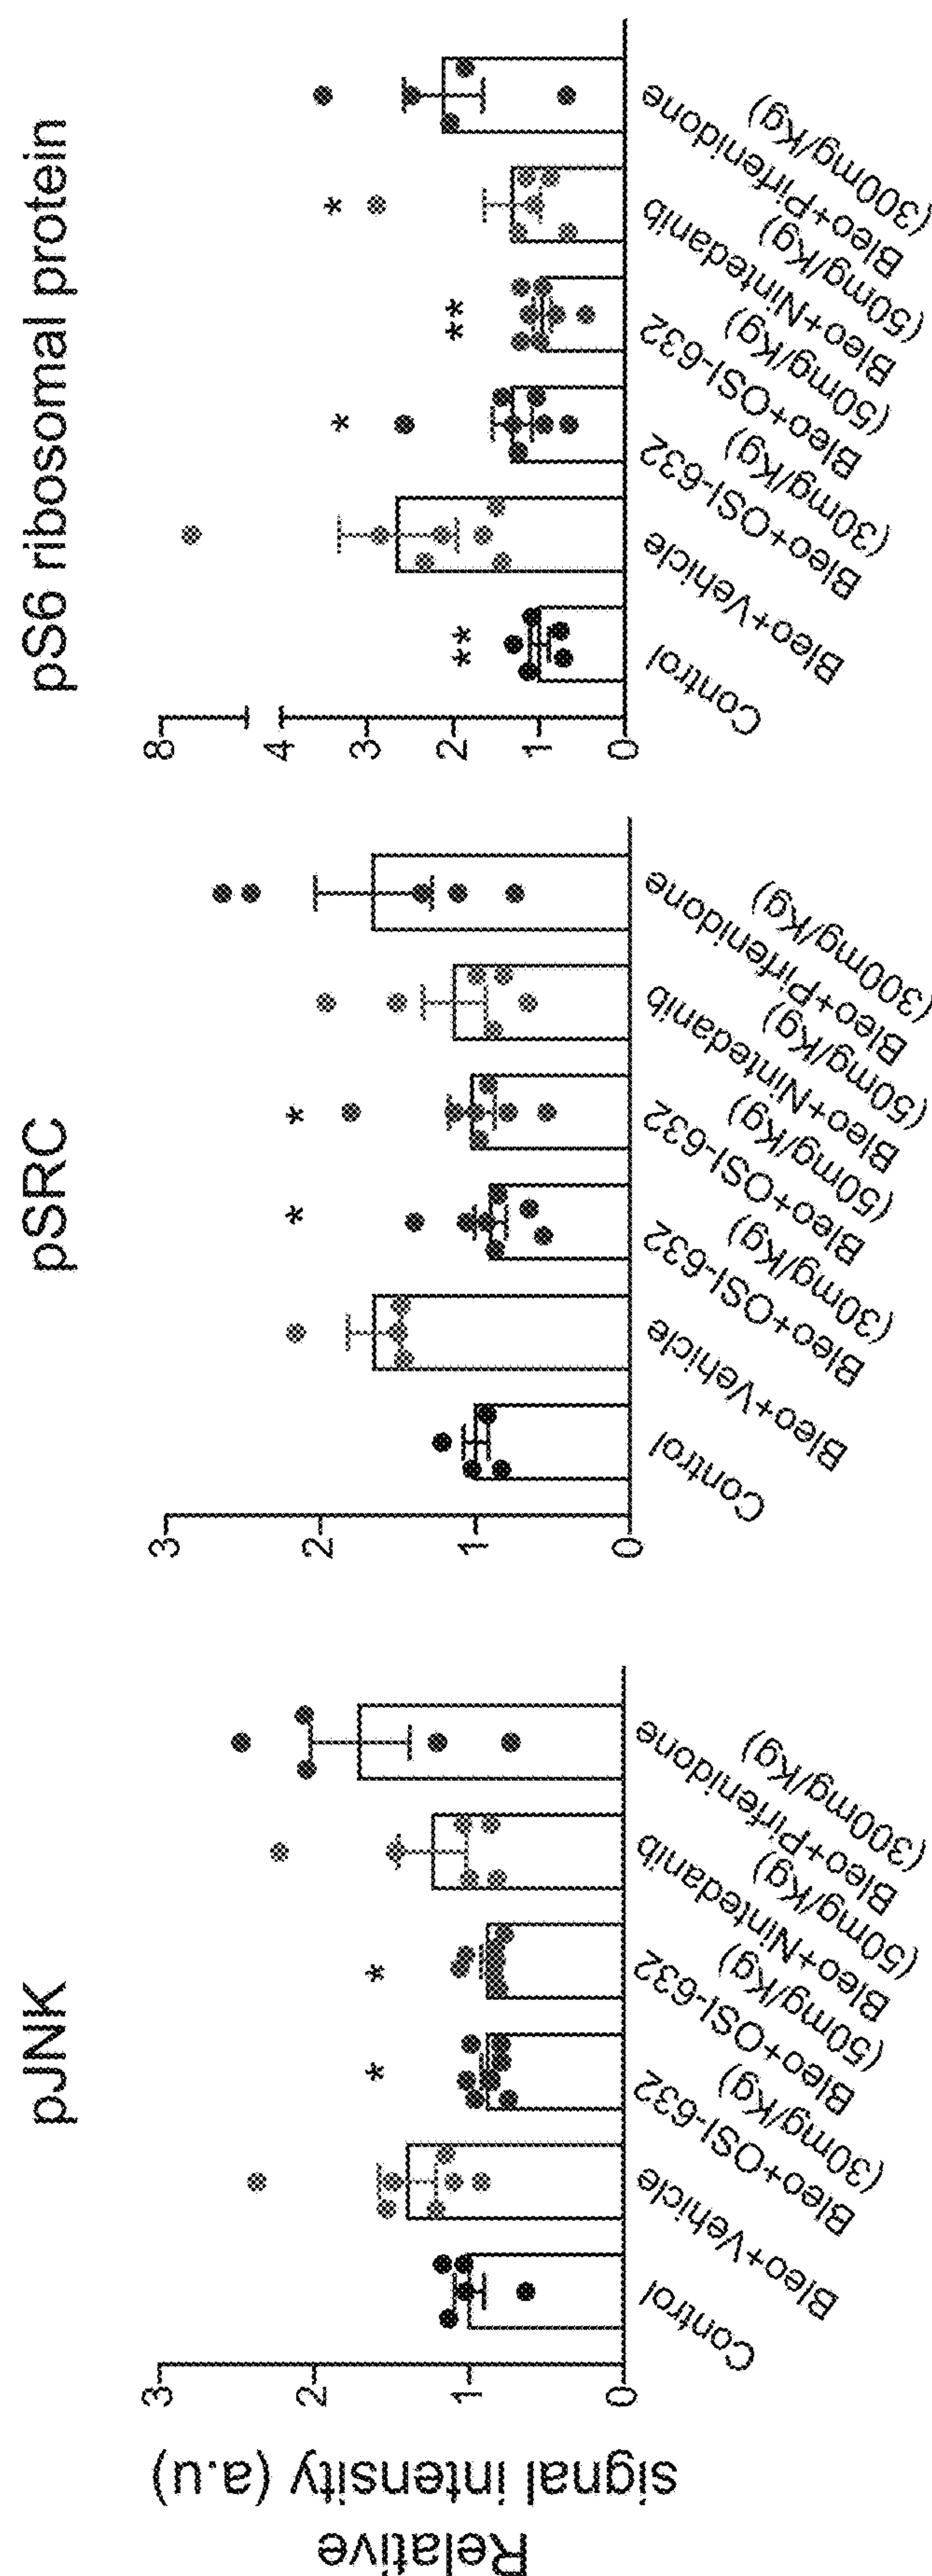 Relative
signal intensity (a.u)
pJNK
3
2
1
0
*
*
Control
Bleo+Vehicle
Bleo+OSI-632
(30mg/Kg)
Bleo+OSI-632
(50mg/Kg)
Bleo+Nintedanib
(50mg/Kg)
Bleo+Pirfenidone
(300mg/Kg)
pSRC
3
2
1
0
*
*
Control
Bleo+Vehicle
Bleo+OSI-632
(30mg/Kg)
Bleo+OSI-632
(50mg/Kg)
Bleo+Nintedanib
(50mg/Kg)
Bleo+Pirfenidone
(300mg/Kg)
pS6 ribosomal protein
8
4
3
2
1
0
**
*
**
*
Control
Bleo+Vehicle
Bleo+OSI-632
(30mg/Kg)
Bleo+OSI-632
(50mg/Kg)
Bleo+Nintedanib
(50mg/Kg)
Bleo+Pirfenidone
(300mg/Kg)